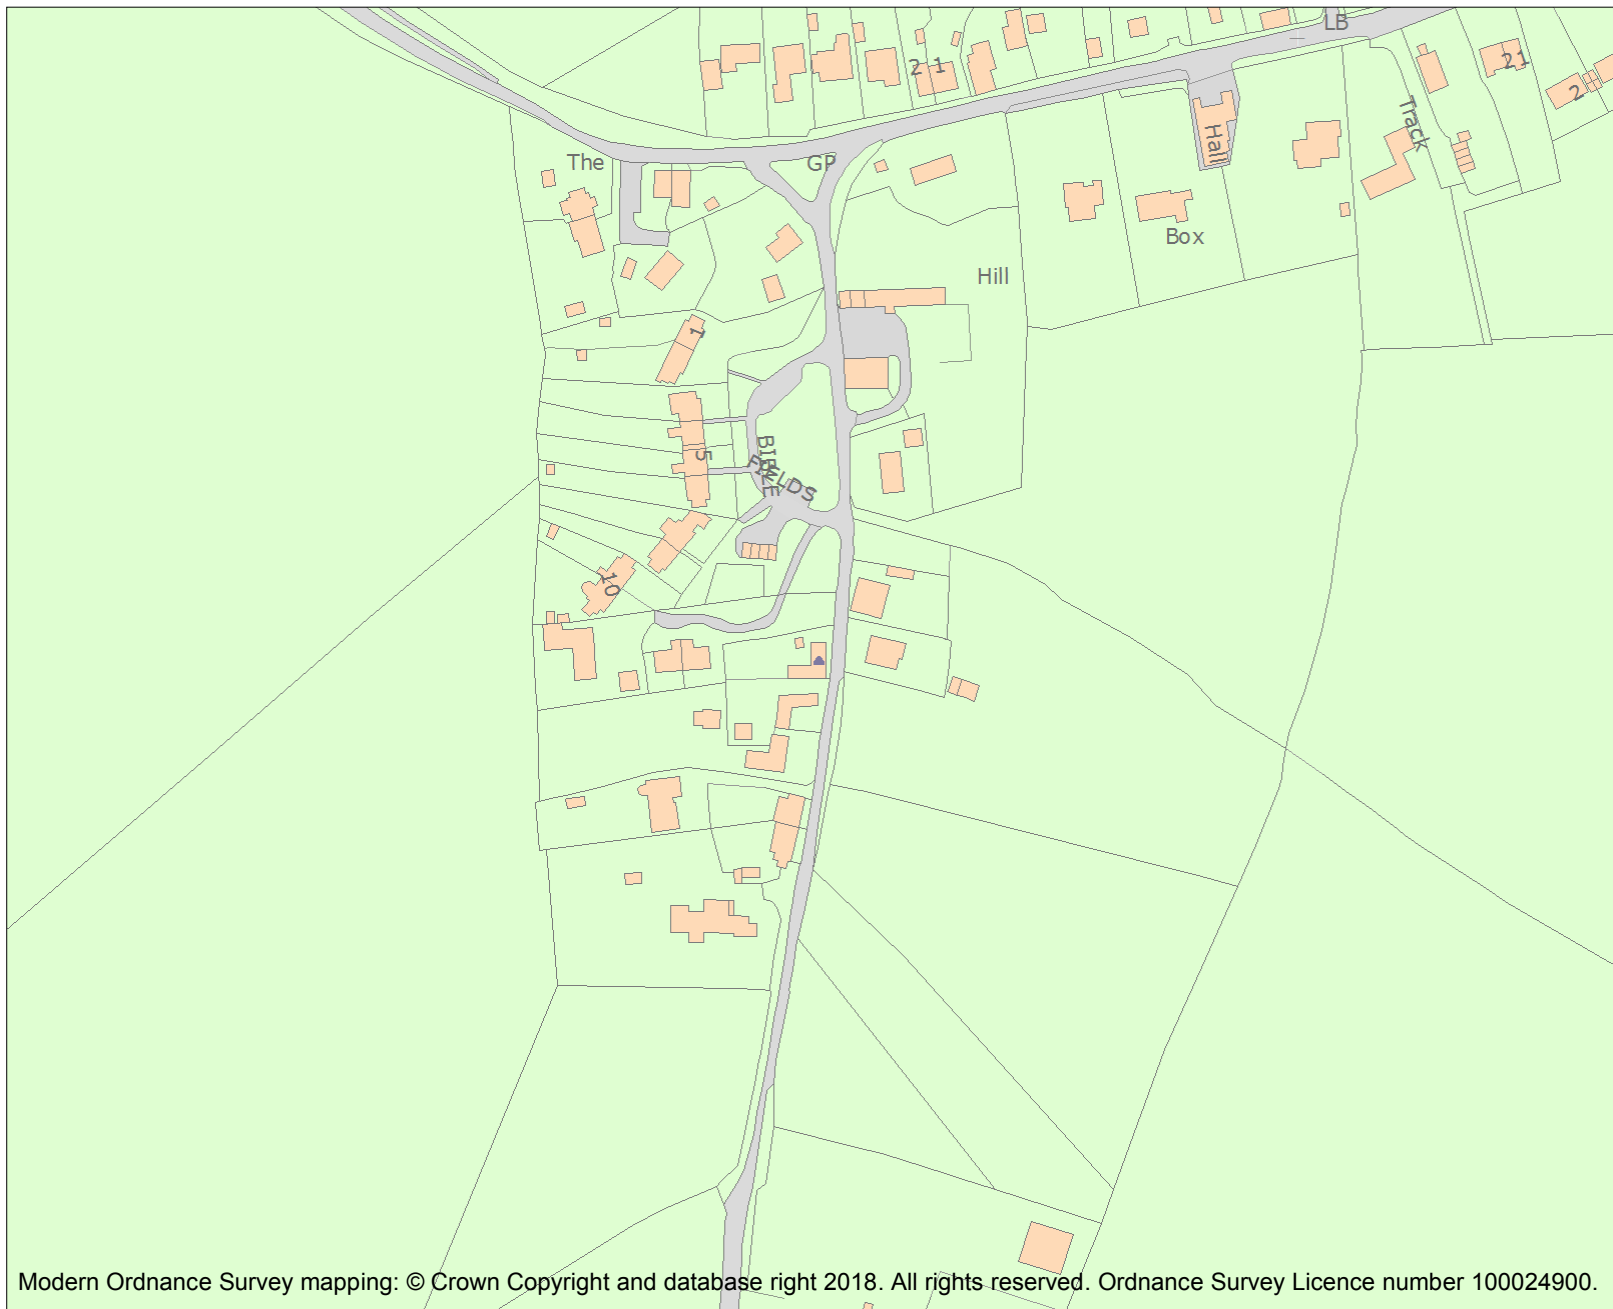 LB
2 1
21
2
Track
Hall
The
GP
Box
Hill
1
5
FIELDS
10
Modern Ordnance Survey mapping: © Crown Copyright and database right 2018. All rights reserved. Ordnance Survey Licence number 100024900.